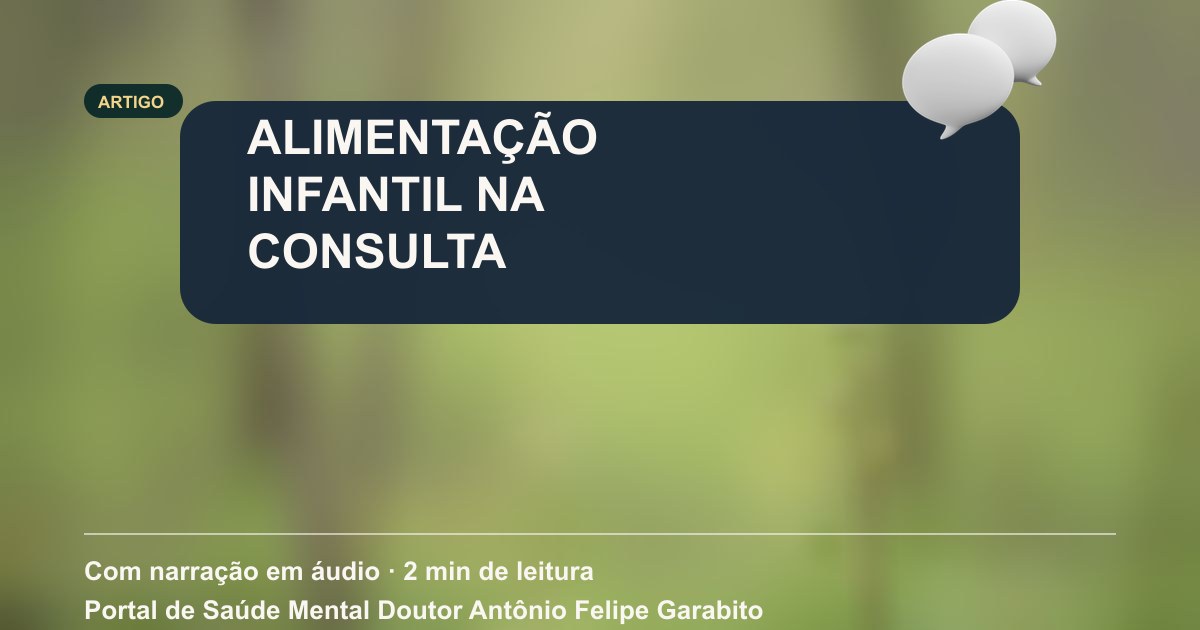 ARTIGO
ALIMENTAÇÃO
INFANTIL NA
CONSULTA
Com narração em áudio · 2 min de leitura
Portal de Saúde Mental Doutor Antônio Felipe Garabito